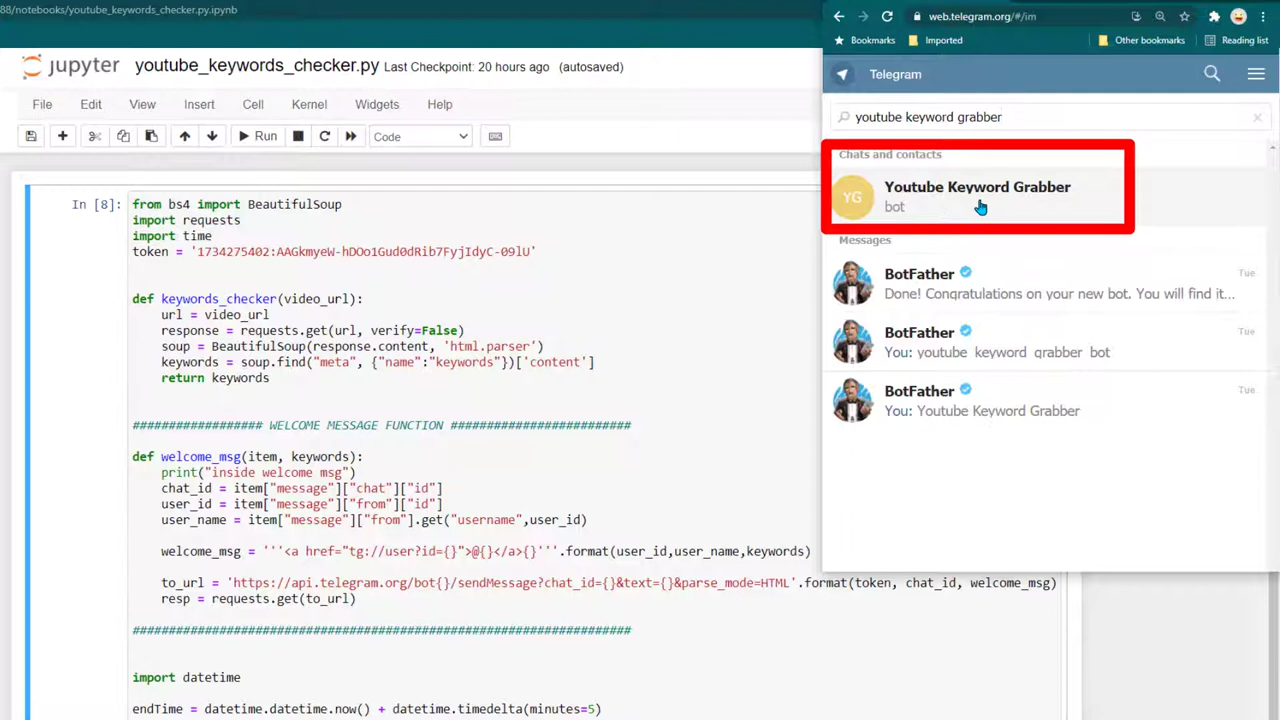 88/notebooks/youtube_keywords_checker.py.ipynb
jupyter youtube_keywords_checker.py Last Checkpoint: 20 hours ago (autosaved)
File Edit View Insert Cell Kernel Widgets Help
Run Code
In [8]:
from bs4 import BeautifulSoup
import requests
import time
token = '1734275402:AAGkmyeW-hDOo1Gud0dRib7FyjIdyC-09lU'
def keywords_checker(video_url):
url = video_url
response = requests.get(url, verify=False)
soup = BeautifulSoup(response.content, 'html.parser')
keywords = soup.find("meta", {"name":"keywords"})['content']
return keywords
################## WELCOME MESSAGE FUNCTION #########################
def welcome_msg(item, keywords):
print("inside welcome msg")
chat_id = item["message"]["chat"]["id"]
user_id = item["message"]["from"]["id"]
user_name = item["message"]["from"].get("username",user_id)
welcome_msg = '''<a href="tg://user?id={}">@{}</a>{}'''.format(user_id,user_name,keywords)
to_url = 'https://api.telegram.org/bot{}/sendMessage?chat_id={}&text={}&parse_mode=HTML'.format(token, chat_id, welcome_msg)
resp = requests.get(to_url)
#####################################################################
import datetime
endTime = datetime.datetime.now() + datetime.timedelta(minutes=5)
web.telegram.org/#/im
Bookmarks Imported Other bookmarks Reading list
Telegram
youtube keyword grabber
Chats and contacts
YG Youtube Keyword Grabber
bot
Messages
BotFather Tue
Done! Congratulations on your new bot. You will find it...
BotFather Tue
You: youtube_keyword_grabber_bot
BotFather Tue
You: Youtube Keyword Grabber